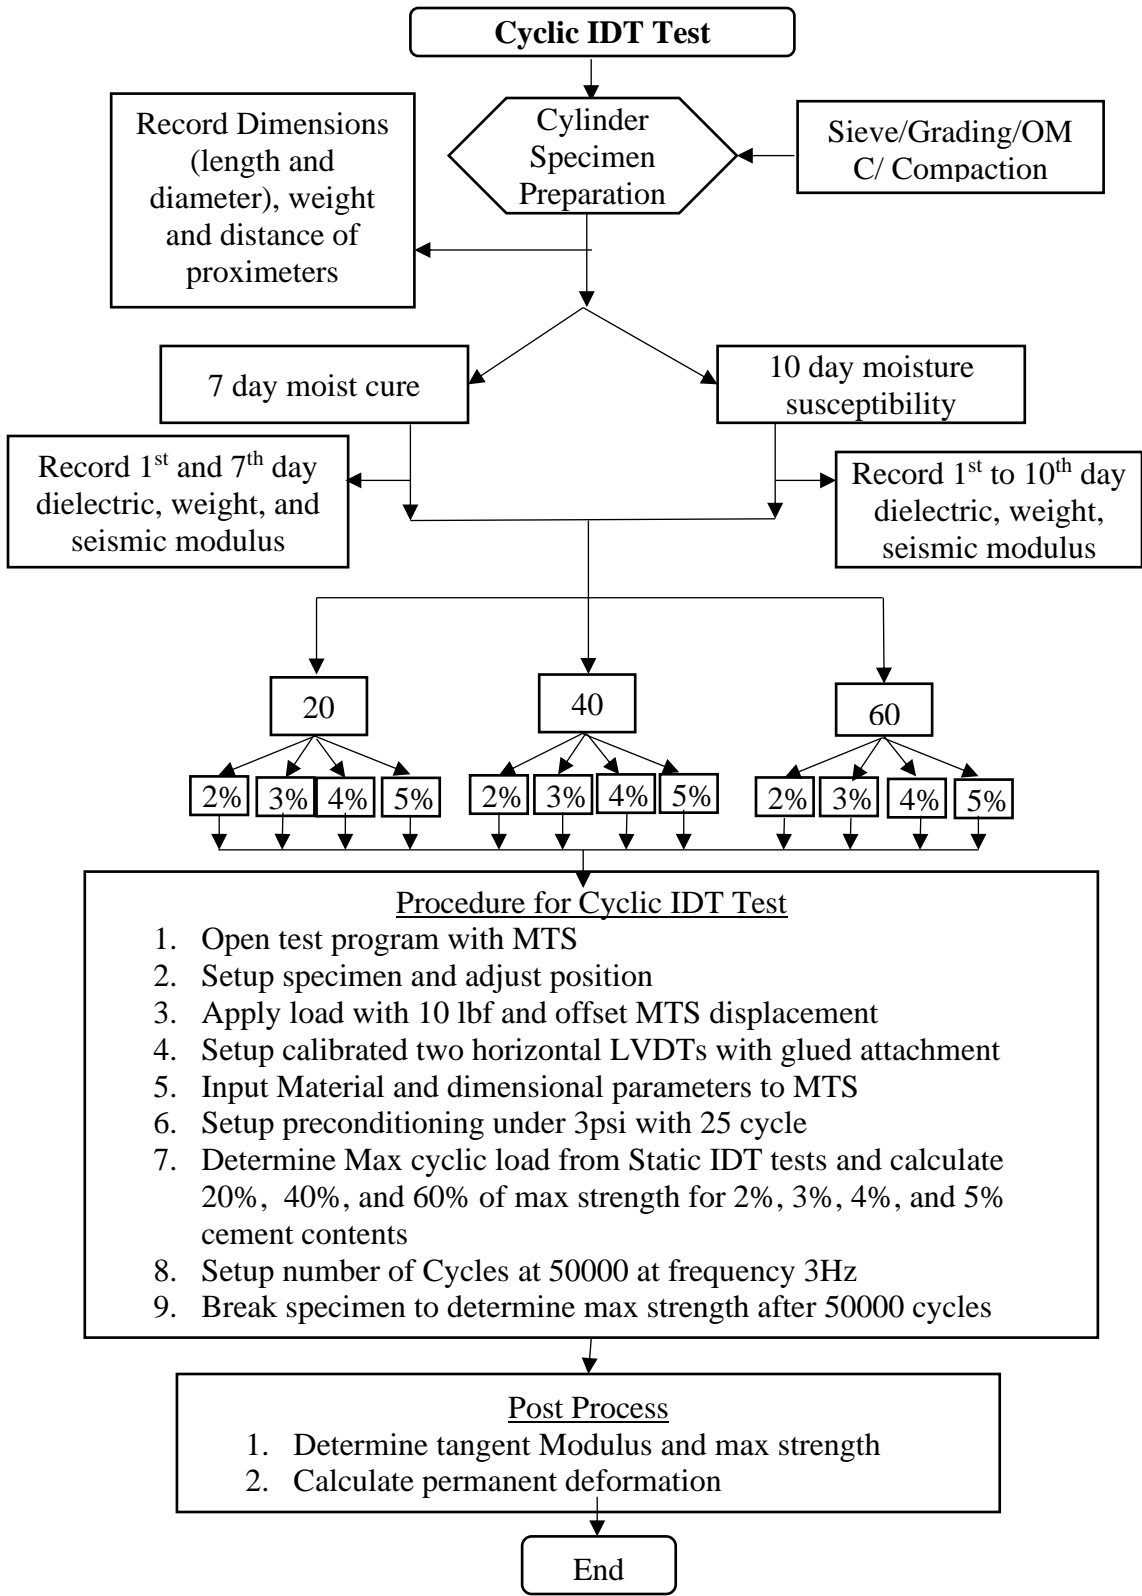 Cyclic IDT Test
Record Dimensions
(length and
diameter), weight
and distance of
proximeters
Cylinder
Specimen
Preparation
Sieve/Grading/OM
C/ Compaction
7 day moist cure
10 day moisture
susceptibility
Record 1st and 7th day
dielectric, weight, and
seismic modulus
Record 1st to 10th day
dielectric, weight,
seismic modulus
20
40
60
2% 3% 4% 5%
2% 3% 4% 5%
2% 3% 4% 5%
Procedure for Cyclic IDT Test
1. Open test program with MTS
2. Setup specimen and adjust position
3. Apply load with 10 lbf and offset MTS displacement
4. Setup calibrated two horizontal LVDTs with glued attachment
5. Input Material and dimensional parameters to MTS
6. Setup preconditioning under 3psi with 25 cycle
7. Determine Max cyclic load from Static IDT tests and calculate
20%, 40%, and 60% of max strength for 2%, 3%, 4%, and 5%
cement contents
8. Setup number of Cycles at 50000 at frequency 3Hz
9. Break specimen to determine max strength after 50000 cycles
Post Process
1. Determine tangent Modulus and max strength
2. Calculate permanent deformation
End